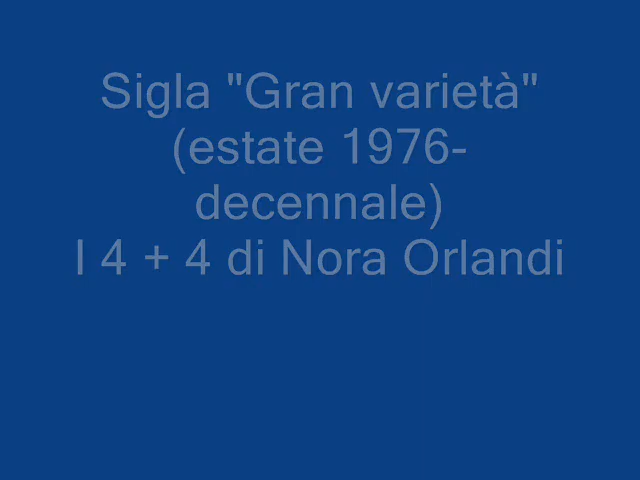 Sigla "Gran varietà"
(estate 1976-
decennale)
I 4 + 4 di Nora Orlandi